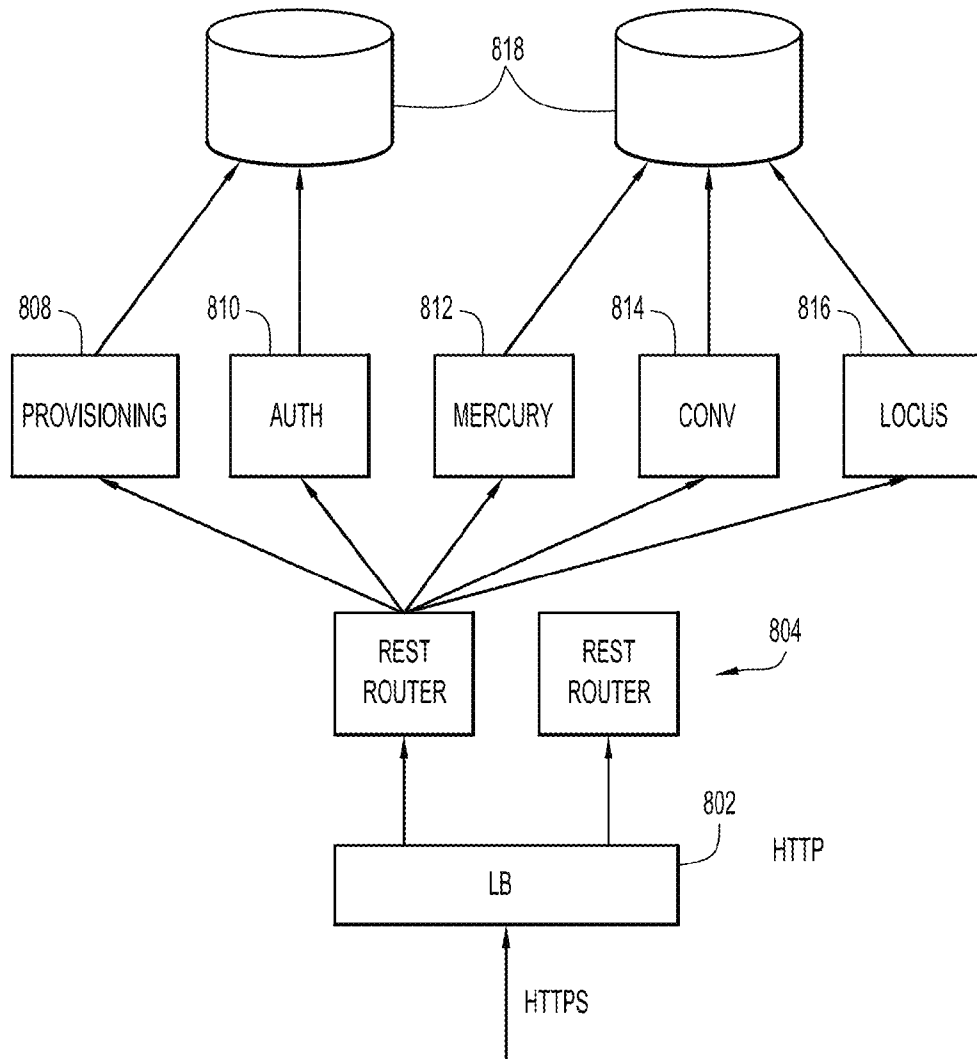 818
808
810
812
814
816
PROVISIONING
AUTH
MERCURY
CONV
LOCUS
REST
ROUTER
REST
ROUTER
804
802
HTTP
LB
HTTPS